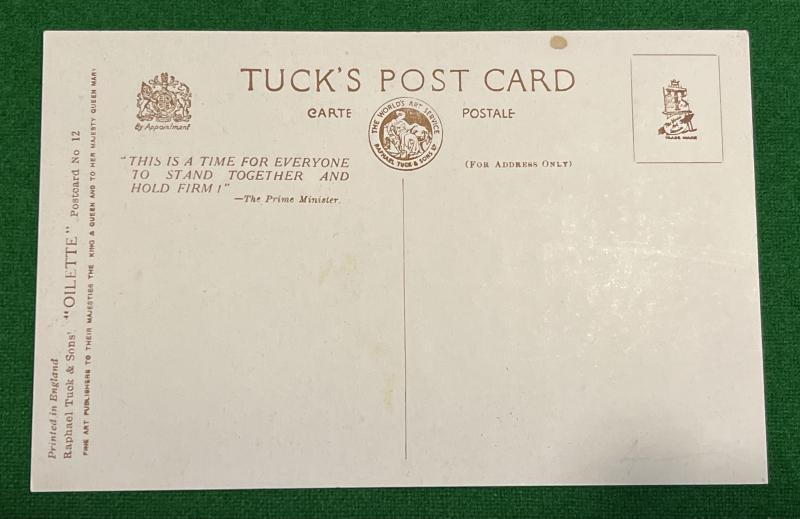 TUCK'S POST CARD
CARTE POSTALE
By Appointment
THE WORLD'S ART SERVICE
RAPHAEL TUCK & SONS LTD
TRADE MARK
"THIS IS A TIME FOR EVERYONE
TO STAND TOGETHER AND
HOLD FIRM!"
—The Prime Minister.
(FOR ADDRESS ONLY)
Printed in England
Raphael Tuck & Sons' "OILETTE" Postcard No 12
FINE ART PUBLISHERS TO THEIR MAJESTIES THE KING & QUEEN AND TO HER MAJESTY QUEEN MARY